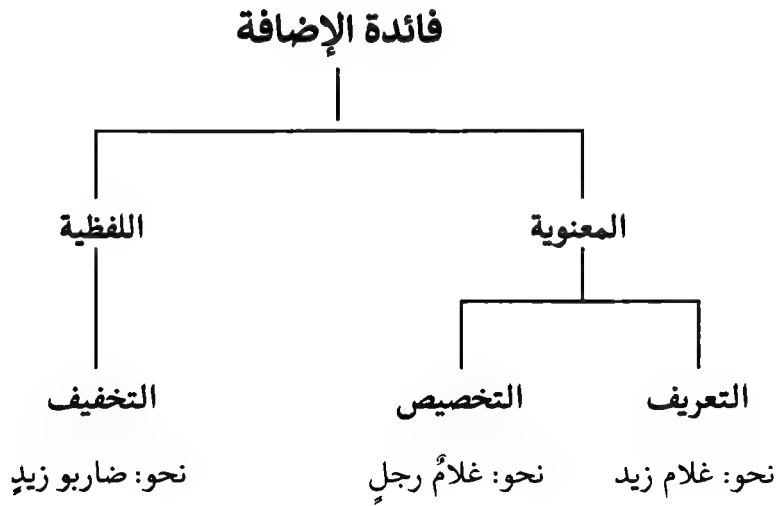 فائدة الإضافة
المعنوية
اللفظية
التعريف
التخصيص
التخفيف
نحو: غلام زيد
نحو: غلامٌ رجلٍ
نحو: ضاربو زيدٍ